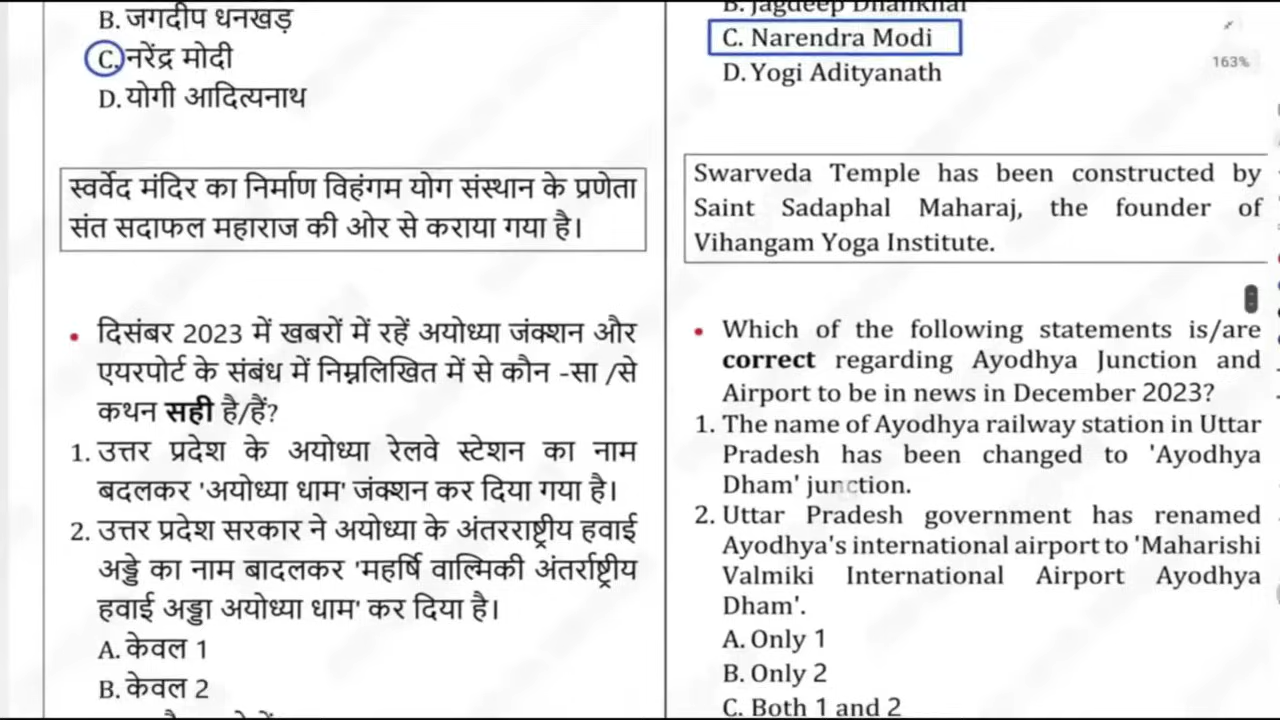 B. जगदीप धनखड़
C. नरेंद्र मोदी
D. योगी आदित्यनाथ
स्वर्वेद मंदिर का निर्माण विहंगम योग संस्थान के प्रणेता
संत सदाफल महाराज की ओर से कराया गया है।
• दिसंबर 2023 में खबरों में रहें अयोध्या जंक्शन और
एयरपोर्ट के संबंध में निम्नलिखित में से कौन -सा /से
कथन सही है/हैं?
1. उत्तर प्रदेश के अयोध्या रेलवे स्टेशन का नाम
बदलकर 'अयोध्या धाम' जंक्शन कर दिया गया है।
2. उत्तर प्रदेश सरकार ने अयोध्या के अंतरराष्ट्रीय हवाई
अड्डे का नाम बादलकर 'महर्षि वाल्मिकी अंतर्राष्ट्रीय
हवाई अड्डा अयोध्या धाम' कर दिया है।
A. केवल 1
B. केवल 2
B. Jagdeep Dhankhar
C. Narendra Modi
D. Yogi Adityanath
163%
Swarveda Temple has been constructed by
Saint Sadaphal Maharaj, the founder of
Vihangam Yoga Institute.
• Which of the following statements is/are
correct regarding Ayodhya Junction and
Airport to be in news in December 2023?
1. The name of Ayodhya railway station in Uttar
Pradesh has been changed to 'Ayodhya
Dham' junction.
2. Uttar Pradesh government has renamed
Ayodhya's international airport to 'Maharishi
Valmiki International Airport Ayodhya
Dham'.
A. Only 1
B. Only 2
C. Both 1 and 2